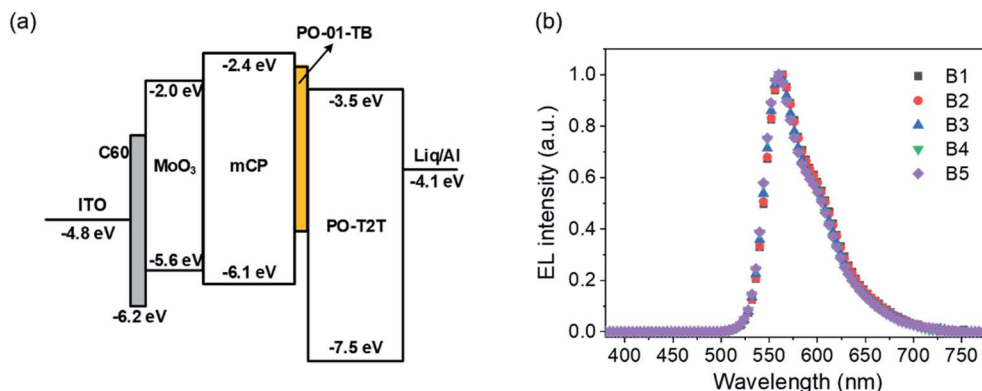 (a)
PO-01-TB
-2.4 eV
-2.0 eV
-3.5 eV
C60
MoO₃
mCP
Liq/Al
-4.1 eV
ITO
-4.8 eV
PO-T2T
-5.6 eV
-6.1 eV
-6.2 eV
-7.5 eV
(b)
EL intensity (a.u.)
1.0
0.8
0.6
0.4
0.2
0.0
B1
B2
B3
B4
B5
400 450 500 550 600 650 700 750
Wavelength (nm)